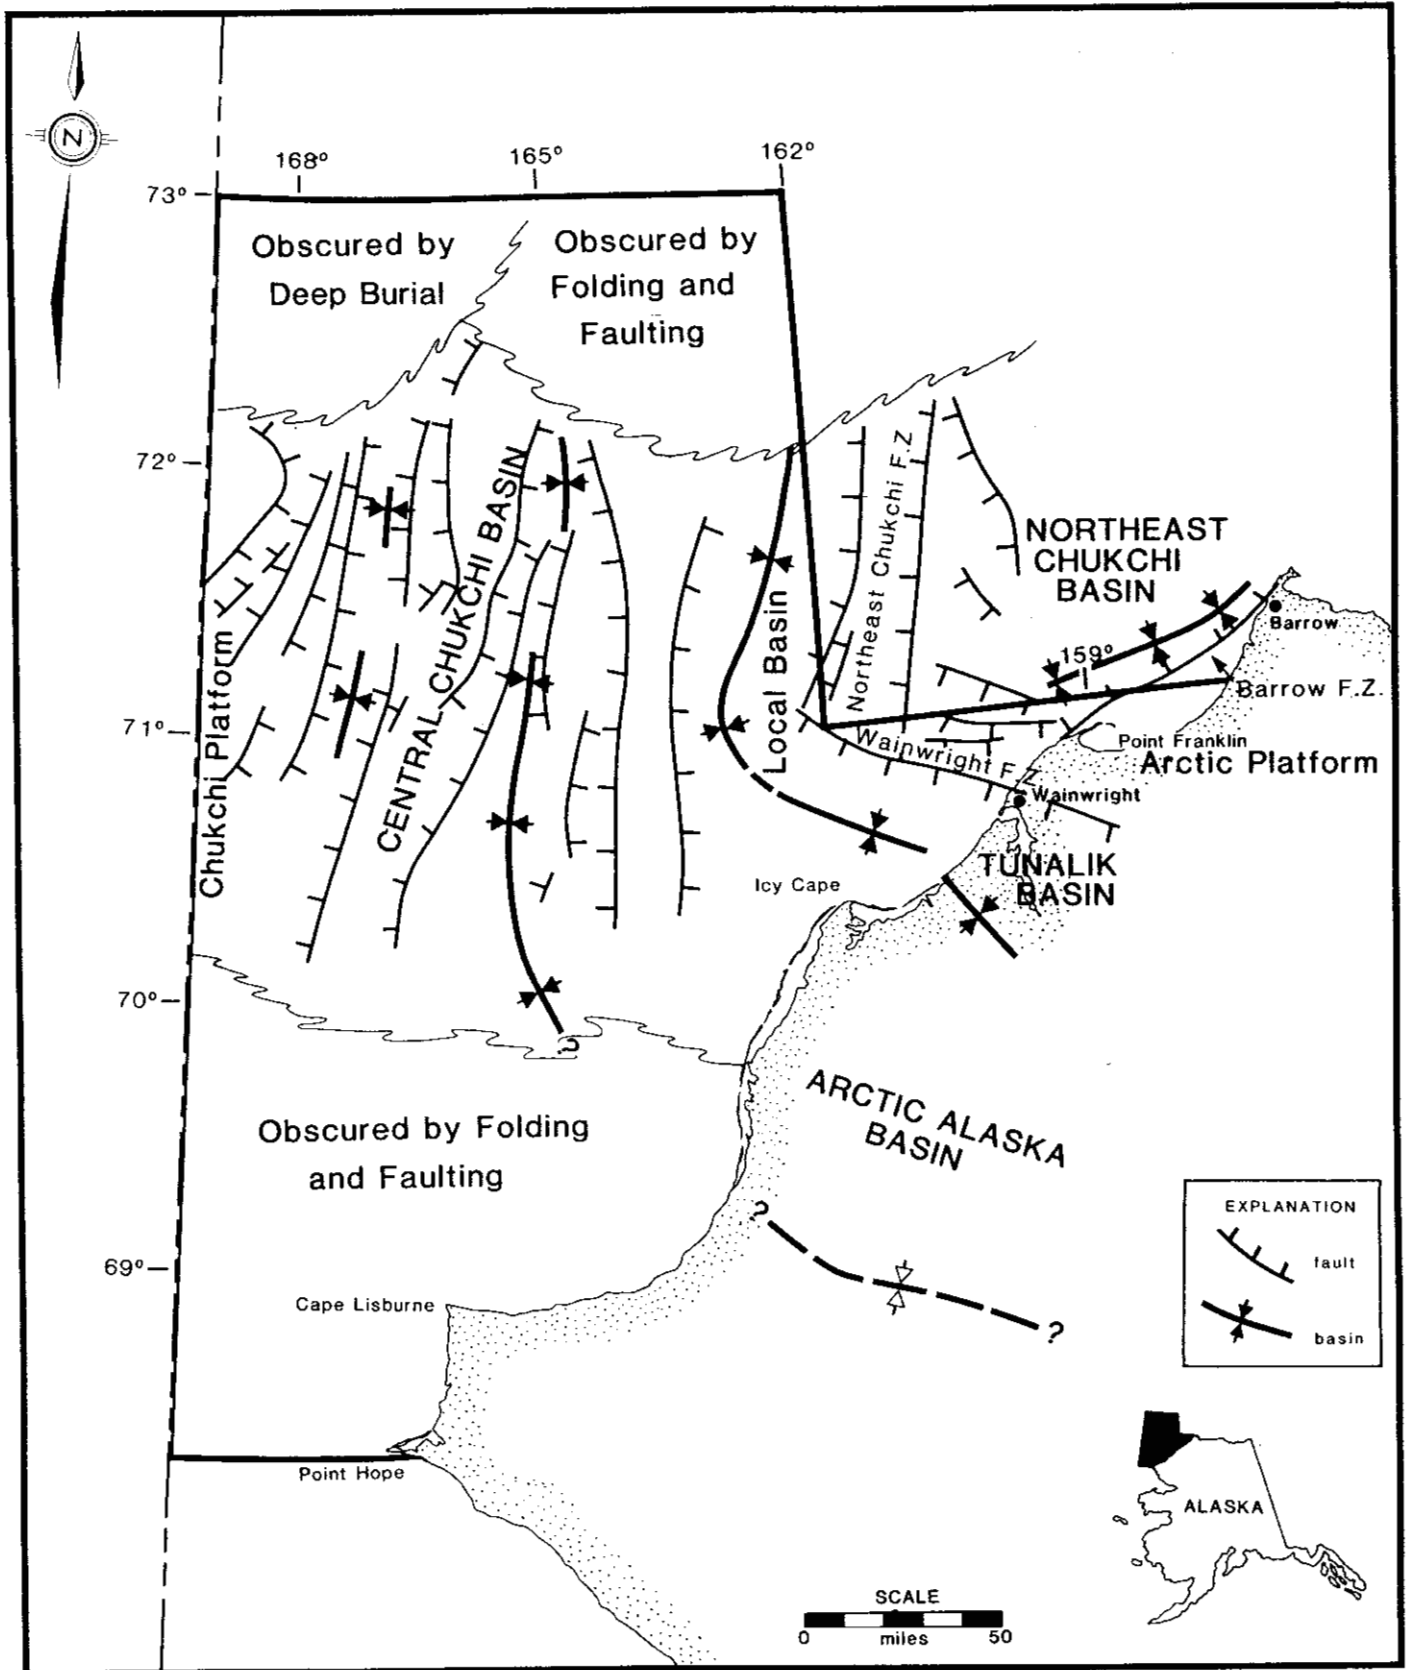 N
168°
165°
162°
73°
Obscured by
Deep Burial
Obscured by
Folding and
Faulting
72°
CENTRAL CHUKCHI BASIN
Northeast Chukchi F.Z
NORTHEAST
CHUKCHI
BASIN
Local Basin
Barrow
159°
Barrow F.Z.
Chukchi Platform
71°
Wainwright F.Z.
Point Franklin
Arctic Platform
Wainwright
TUNALIK
BASIN
Icy Cape
70°
?
ARCTIC ALASKA
BASIN
Obscured by Folding
and Faulting
?
69°
?
Cape Lisburne
Point Hope
EXPLANATION
fault
basin
ALASKA
SCALE
0 miles 50